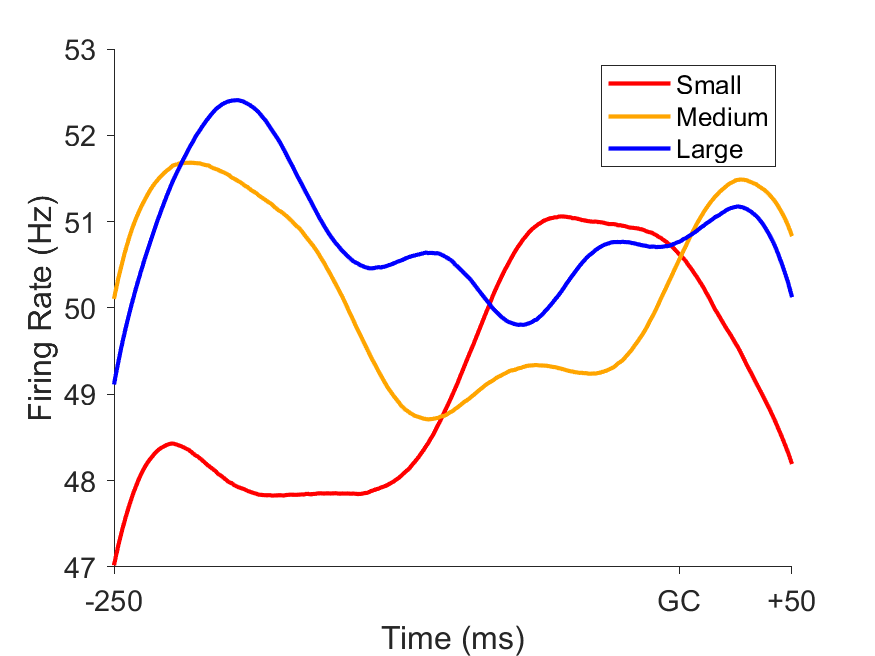 53
52
51
50
49
48
47
Firing Rate (Hz)
Small
Medium
Large
-250
GC
+50
Time (ms)